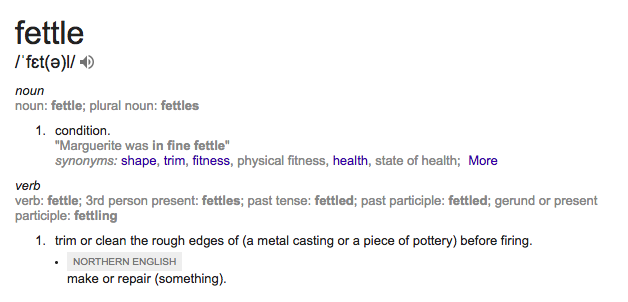 fettle
/ˈfɛt(ə)l/
noun
noun: fettle; plural noun: fettles
1. condition.
"Marguerite was in fine fettle"
synonyms: shape, trim, fitness, physical fitness, health, state of health; More
verb
verb: fettle; 3rd person present: fettles; past tense: fettled; past participle: fettled; gerund or present
participle: fettling
1. trim or clean the rough edges of (a metal casting or a piece of pottery) before firing.
• NORTHERN ENGLISH
make or repair (something).